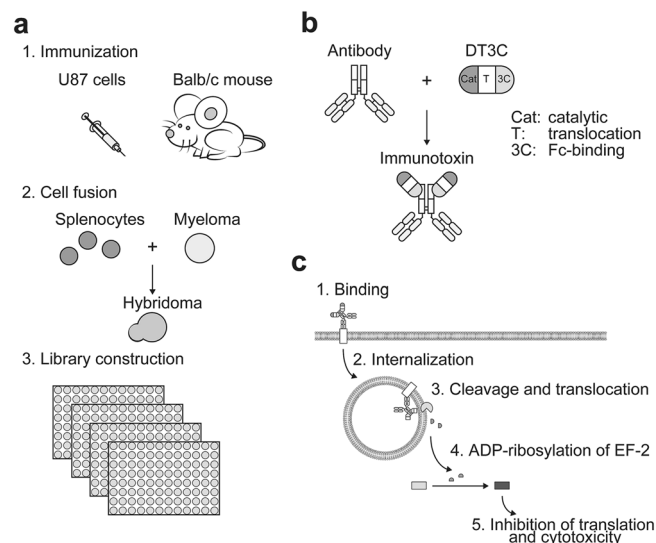 a
1. Immunization
U87 cells
Balb/c mouse
2. Cell fusion
Splenocytes
Myeloma
+
Hybridoma
3. Library construction
b
Antibody
DT3C
+
Cat T 3C
Cat: catalytic
T: translocation
3C: Fc-binding
Immunotoxin
c
1. Binding
2. Internalization
3. Cleavage and translocation
4. ADP-ribosylation of EF-2
5. Inhibition of translation
and cytotoxicity